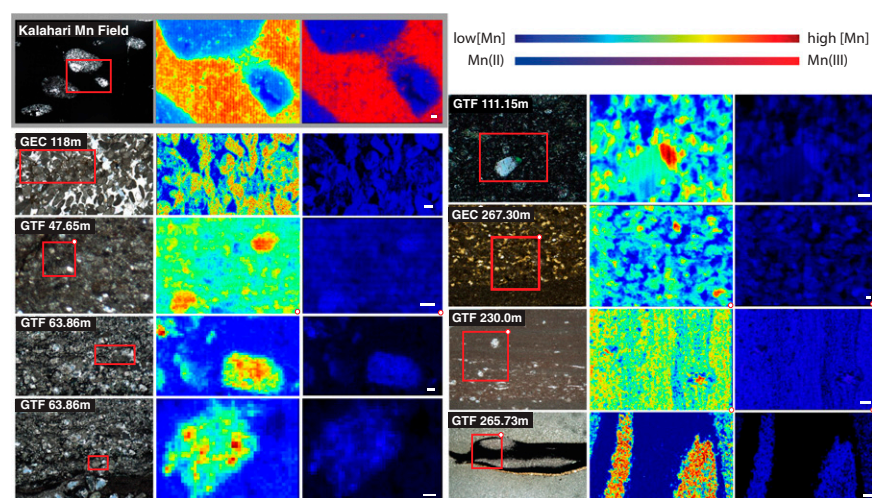 Kalahari Mn Field
low[Mn] high [Mn]
Mn(II) Mn(III)
GEC 118m
GTF 47.65m
GTF 63.86m
GTF 63.86m
GTF 111.15m
GEC 267.30m
GTF 230.0m
GTF 265.73m